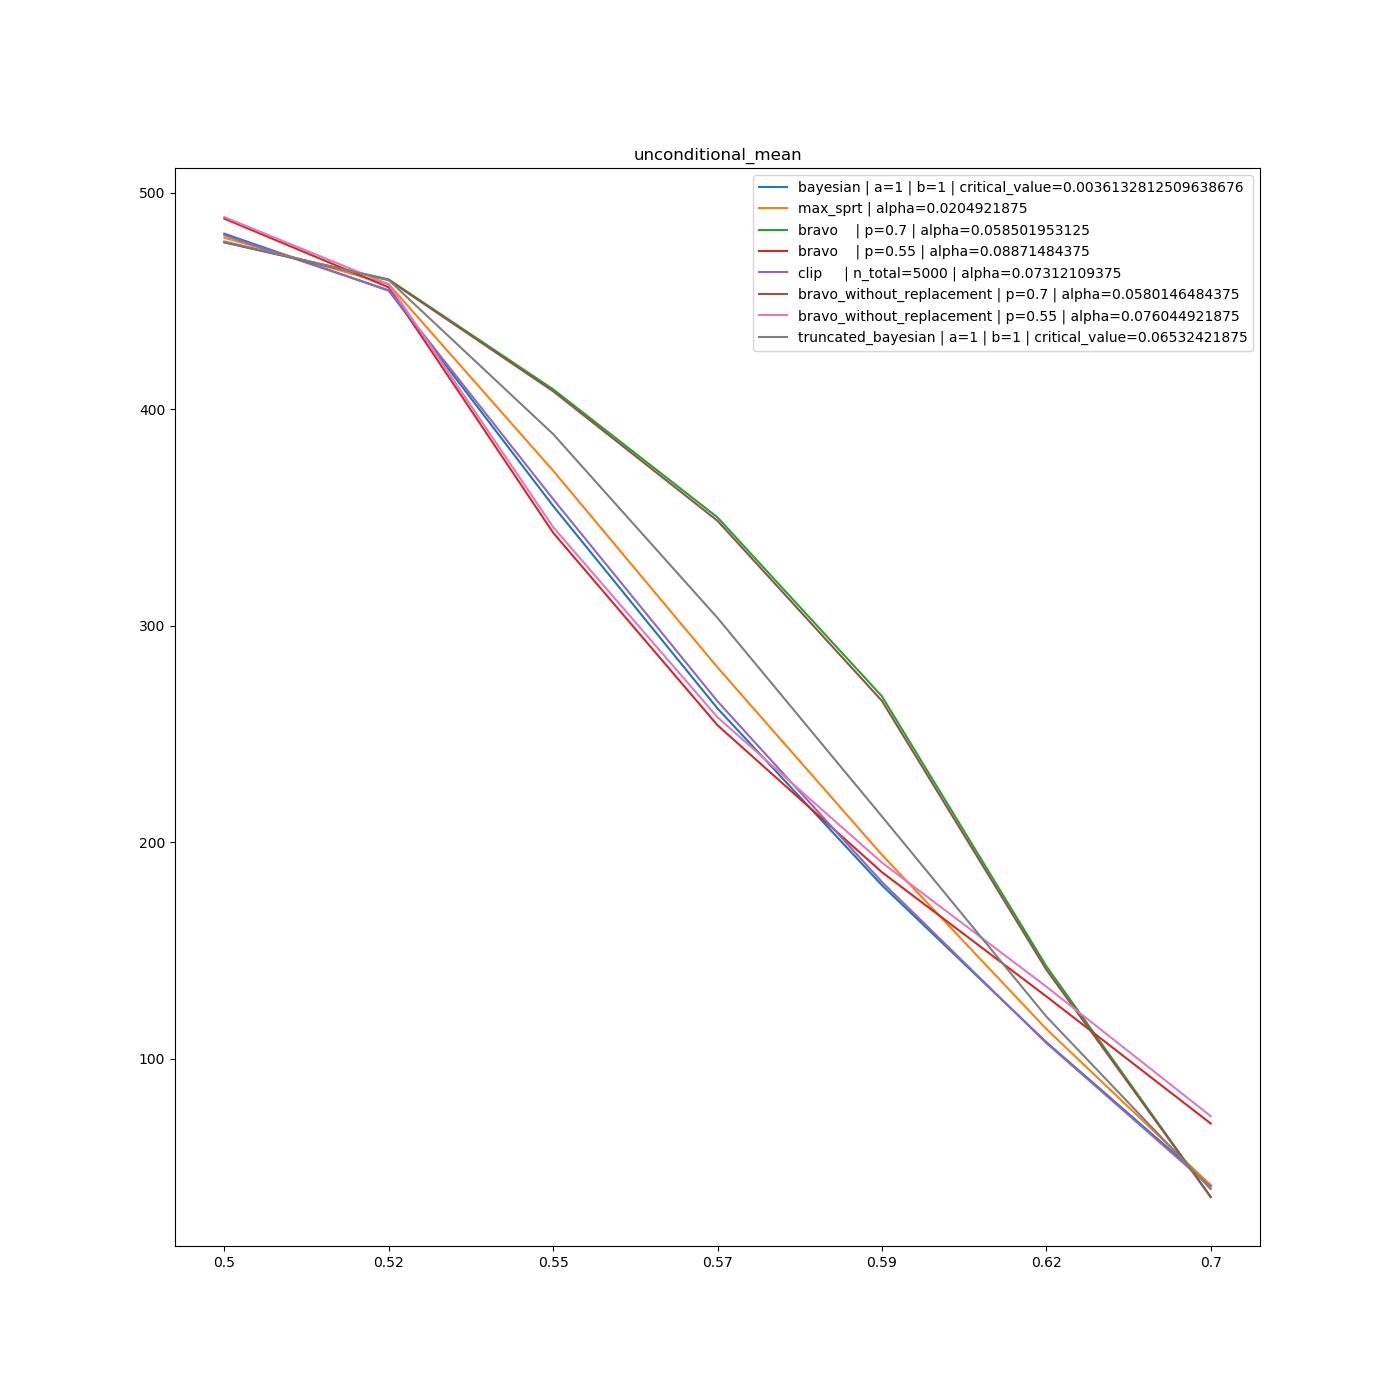 unconditional_mean
500
400
300
200
100
bayesian | a=1 | b=1 | critical_value=0.0036132812509638676
max_sprt | alpha=0.0204921875
bravo    | p=0.7 | alpha=0.058501953125
bravo    | p=0.55 | alpha=0.08871484375
clip     | n_total=5000 | alpha=0.07312109375
bravo_without_replacement | p=0.7 | alpha=0.0580146484375
bravo_without_replacement | p=0.55 | alpha=0.076044921875
truncated_bayesian | a=1 | b=1 | critical_value=0.06532421875
0.5 0.52 0.55 0.57 0.59 0.62 0.7